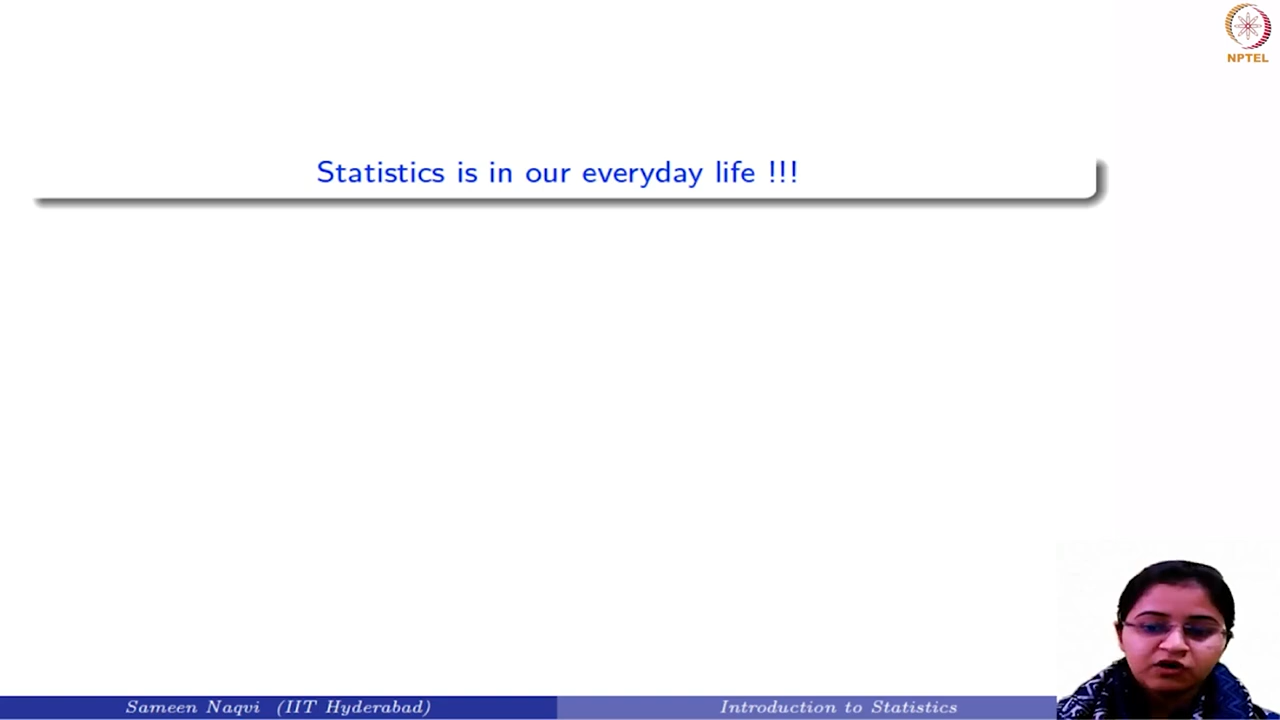 NPTEL
Statistics is in our everyday life !!!
Sameen Naqvi (IIT Hyderabad)
Introduction to Statistics